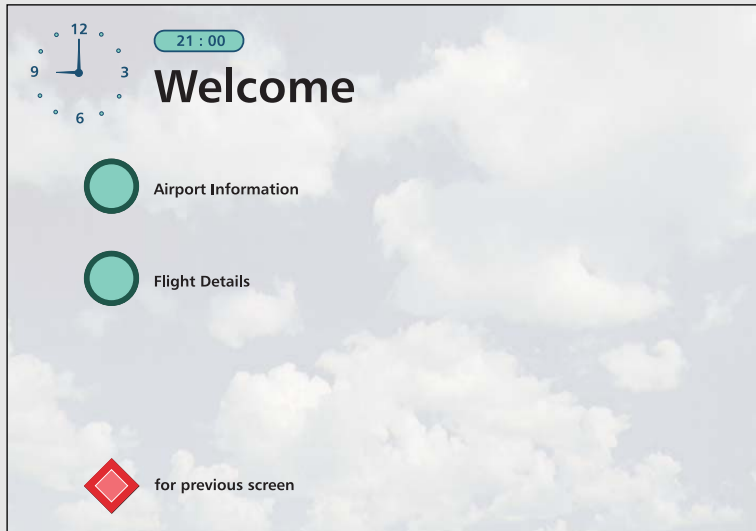 12
9
3
6
21 : 00
Welcome
Airport Information
Flight Details
for previous screen